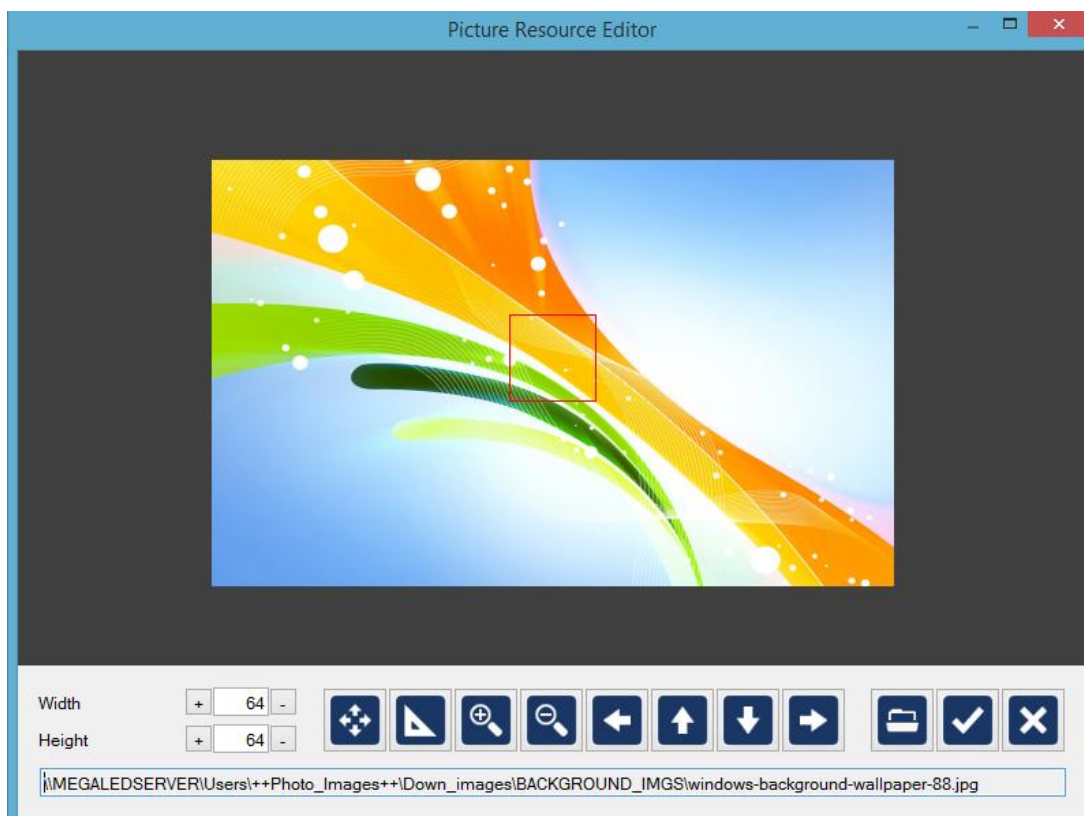 Picture Resource Editor
Width + 64 -
Height + 64 -
\\MEGALEDSERVER\Users\++Photo_Images++\Down_images\BACKGROUND_IMGS\windows-background-wallpaper-88.jpg